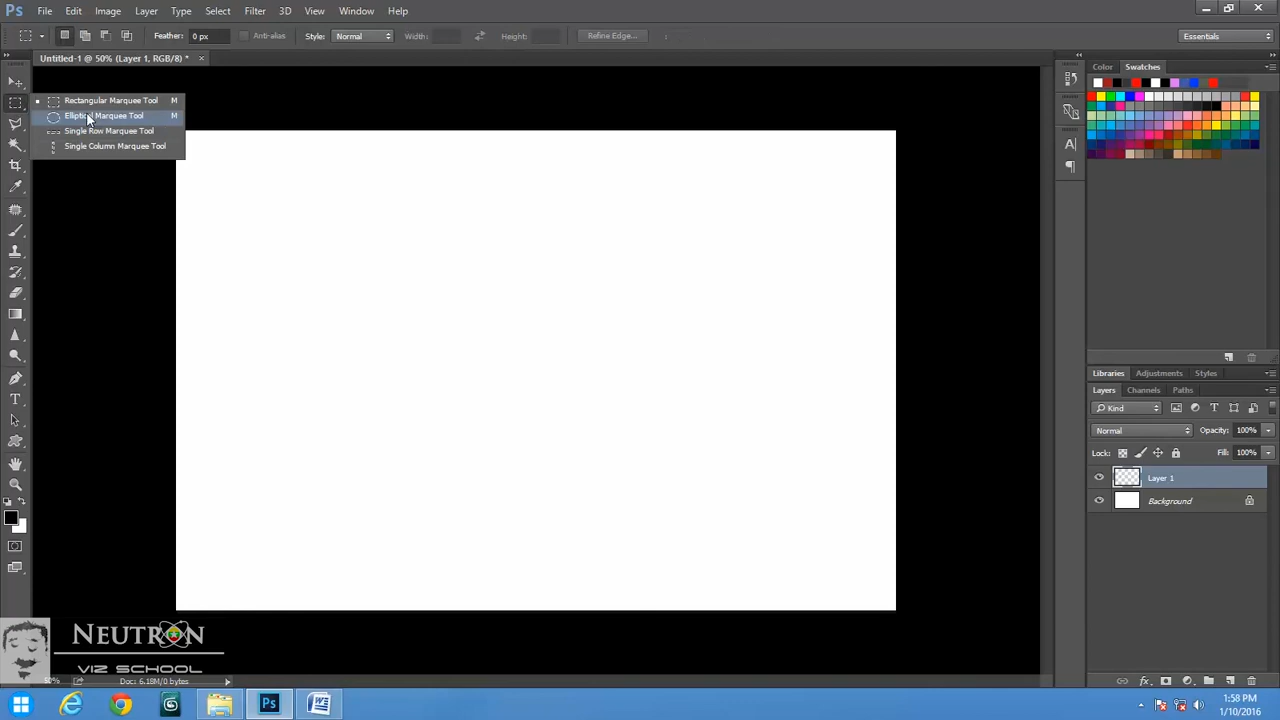 Ps File Edit Image Layer Type Select Filter 3D View Window Help
Feather: 0 px Anti-alias Style: Normal Width: Height: Refine Edge... Essentials
Untitled-1 @ 50% (Layer 1, RGB/8) *
Color Swatches
Rectangular Marquee Tool M
Elliptical Marquee Tool M
Single Row Marquee Tool
Single Column Marquee Tool
Libraries Adjustments Styles
Layers Channels Paths
Kind
Normal Opacity: 100%
Lock: Fill: 100%
Layer 1
Background
NEUTRON
VIZ SCHOOL
50% Doc: 6.18M/0 bytes
Ps
1:58 PM
1/10/2016